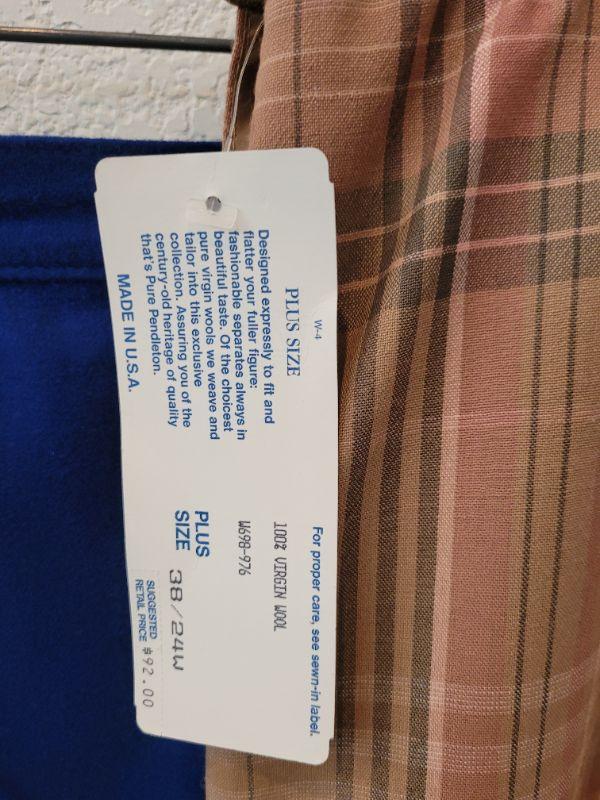 W-4
PLUS SIZE
Designed expressly to fit and
flatter your fuller figure:
fashionable separates always in
beautiful taste. Of the choicest
pure virgin wools we weave and
tailor into this exclusive
collection. Assuring you of the
century-old heritage of quality
that's Pure Pendleton.
MADE IN U.S.A.
For proper care, see sewn-in label.
100% VIRGIN WOOL
W698-976
PLUS
SIZE 38/24W
SUGGESTED
RETAIL PRICE $92.00